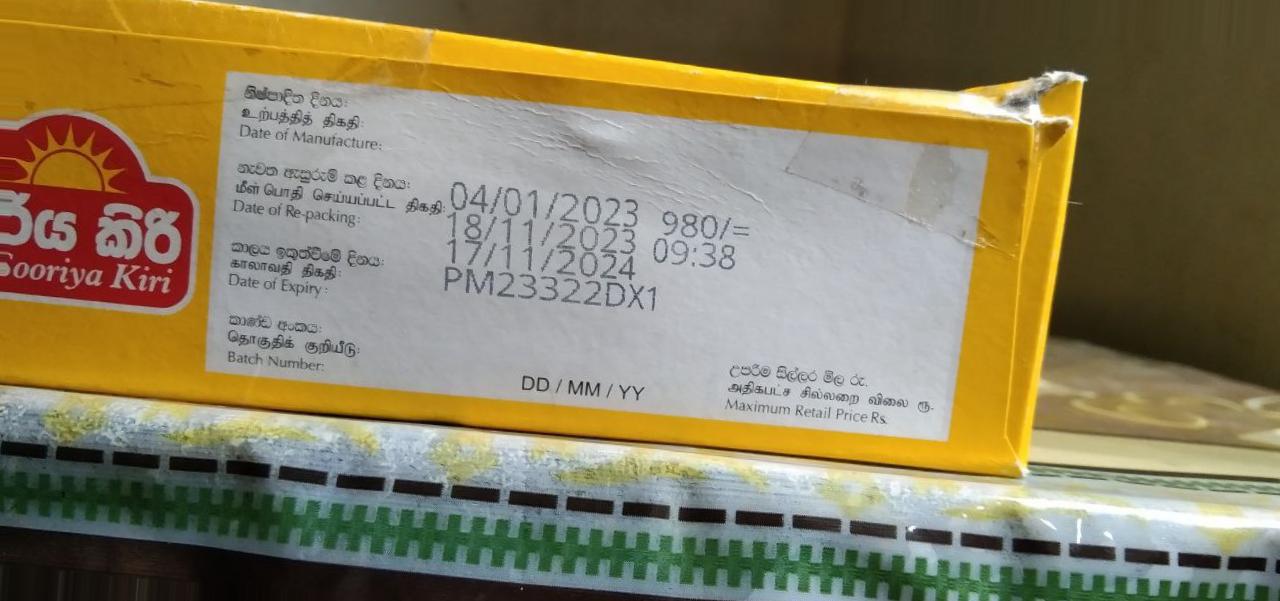 නිෂ්පාදිත දිනය:
உற்பத்தித் திகதி:
Date of Manufacture:
නැවත ඇසුරුම් කළ දිනය:
மீள் பொதி செய்யப்பட்ட திகதி:
Date of Re-packing:
කාලය ඉකුත්වීමේ දිනය:
காலாவதி திகதி:
Date of Expiry:
කාණ්ඩ අංකය:
தொகுதிக் குறியீடு:
Batch Number:
04/01/2023 980/=
18/11/2023 09:38
17/11/2024
PM23322DX1
DD / MM / YY
උපරිම සිල්ලර මිල රු.
அதிகபட்ச சில்லறை விலை ரூ.
Maximum Retail Price Rs.
කිරි
Sooriya Kiri